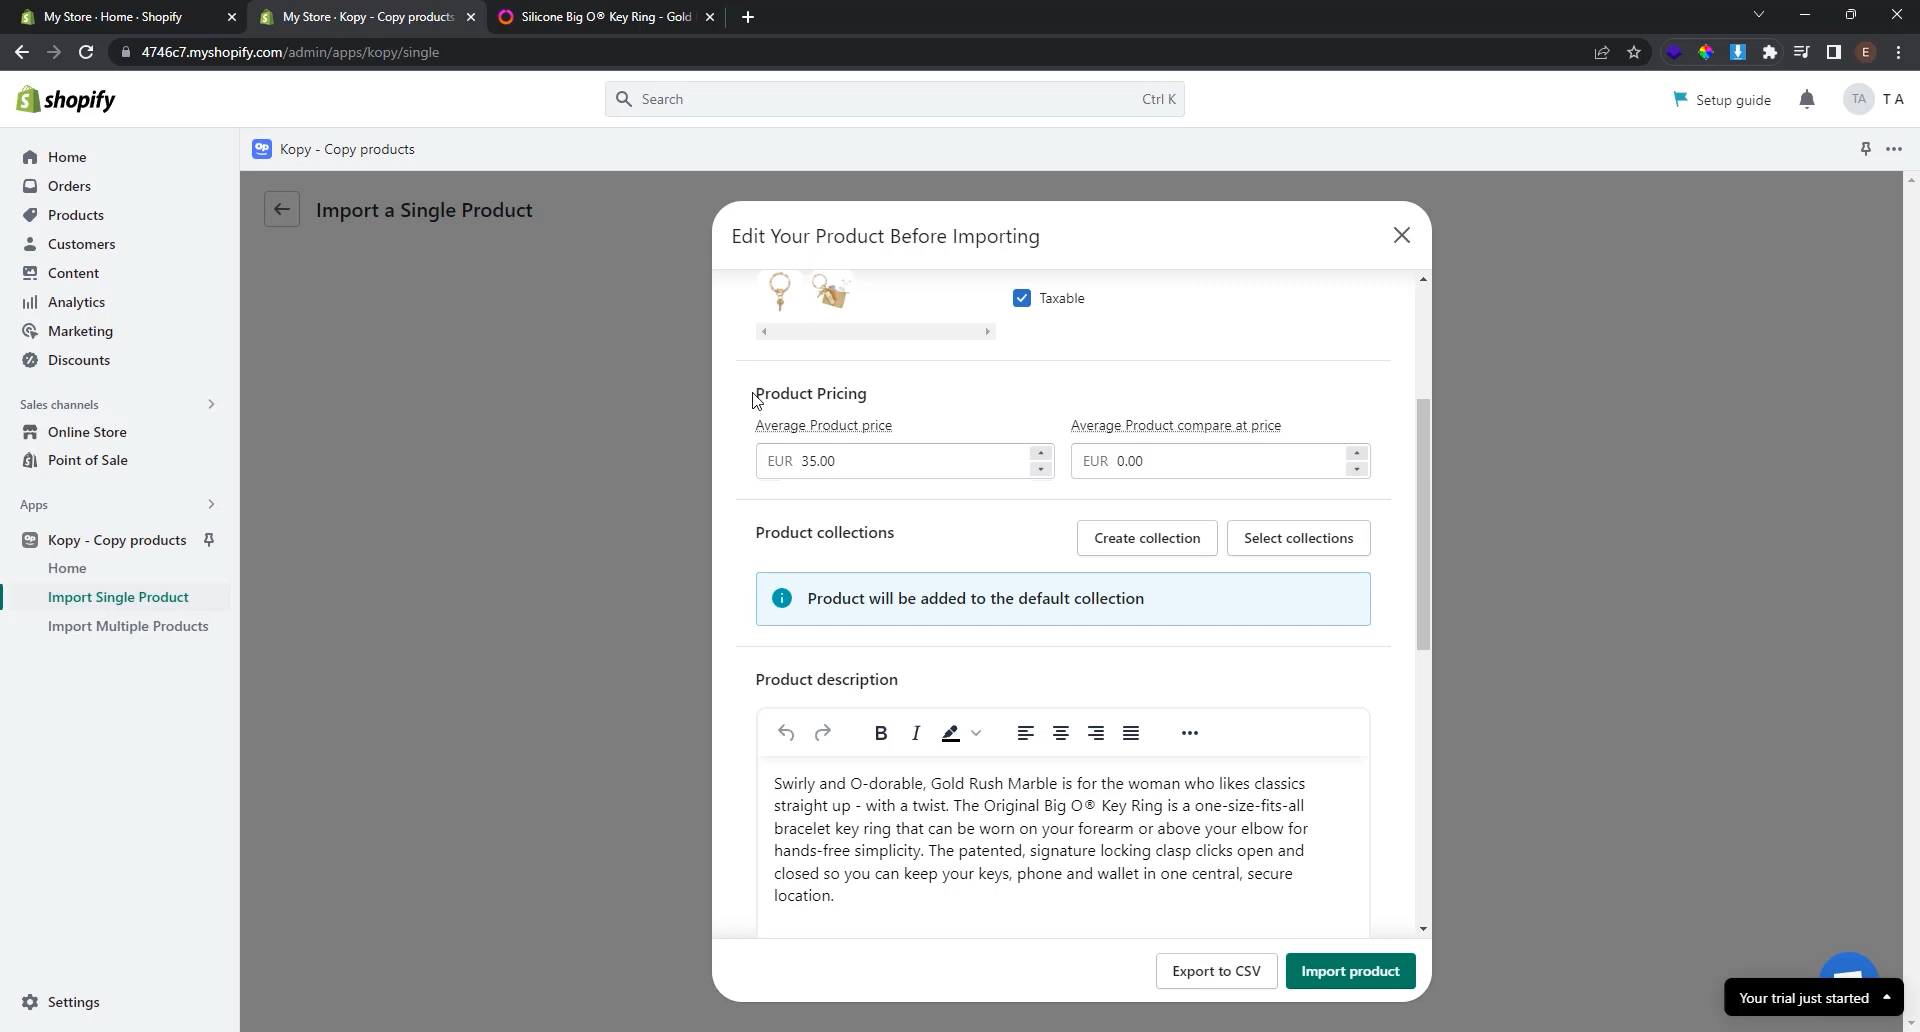 My Store · Home · Shopify
My Store · Kopy - Copy products
Silicone Big O® Key Ring - Gold
4746c7.myshopify.com/admin/apps/kopy/single
E
shopify
Search
Ctrl K
Setup guide
TA
T A
Home
Orders
Products
Customers
Content
Analytics
Marketing
Discounts
Sales channels
Online Store
Point of Sale
Apps
Kopy - Copy products
Home
Import Single Product
Import Multiple Products
Settings
Kopy - Copy products
Import a Single Product
Edit Your Product Before Importing
Taxable
Product Pricing
Average Product price
Average Product compare at price
EUR 35.00
EUR 0.00
Product collections
Create collection
Select collections
Product will be added to the default collection
Product description
B I
Swirly and O-dorable, Gold Rush Marble is for the woman who likes classics
straight up - with a twist. The Original Big O® Key Ring is a one-size-fits-all
bracelet key ring that can be worn on your forearm or above your elbow for
hands-free simplicity. The patented, signature locking clasp clicks open and
closed so you can keep your keys, phone and wallet in one central, secure
location.
Export to CSV
Import product
Your trial just started